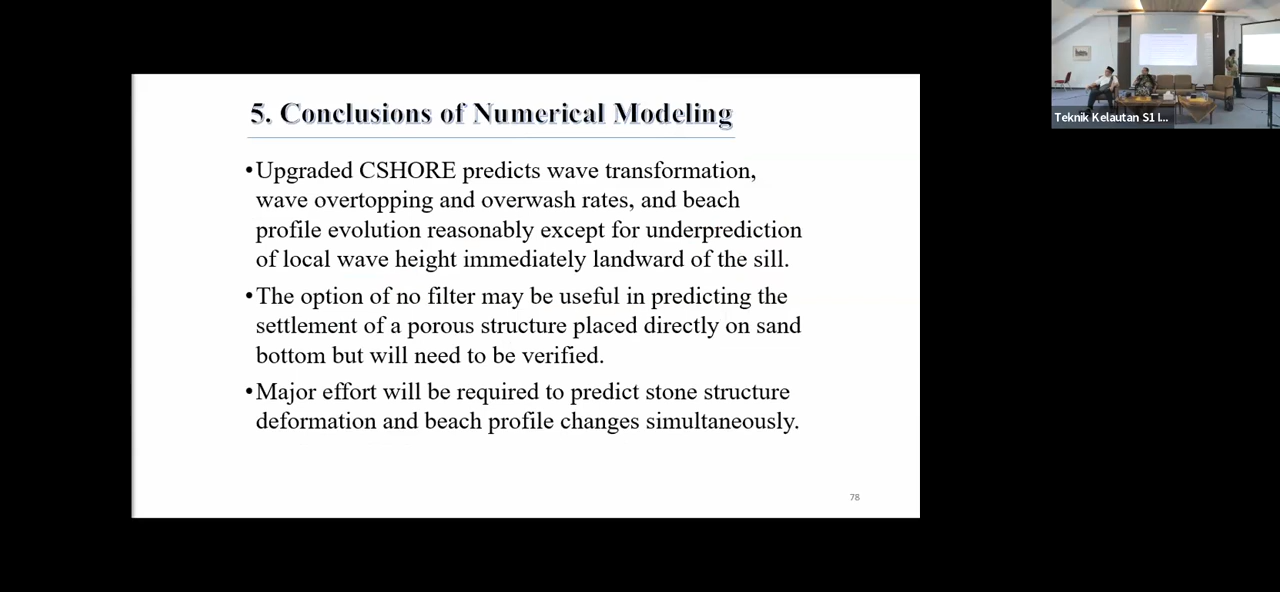 5. Conclusions of Numerical Modeling
•Upgraded CSHORE predicts wave transformation,
wave overtopping and overwash rates, and beach
profile evolution reasonably except for underprediction
of local wave height immediately landward of the sill.
•The option of no filter may be useful in predicting the
settlement of a porous structure placed directly on sand
bottom but will need to be verified.
•Major effort will be required to predict stone structure
deformation and beach profile changes simultaneously.
78
Teknik Kelautan S1 I...